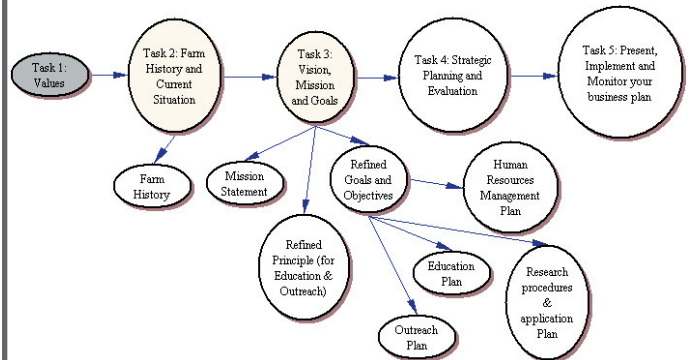 Task 1:
Values
Task 2: Farm
History and
Current
Situation
Task 3:
Vision,
Mission
and Goals
Task 4: Strategic
Planning and
Evaluation
Task 5: Present,
Implement and
Monitor your
business plan
Farm
History
Mission
Statement
Refined
Goals and
Objectives
Human
Resources
Management
Plan
Refined
Principle (for
Education &
Outreach)
Education
Plan
Research
procedures
&
application
Plan
Outreach
Plan